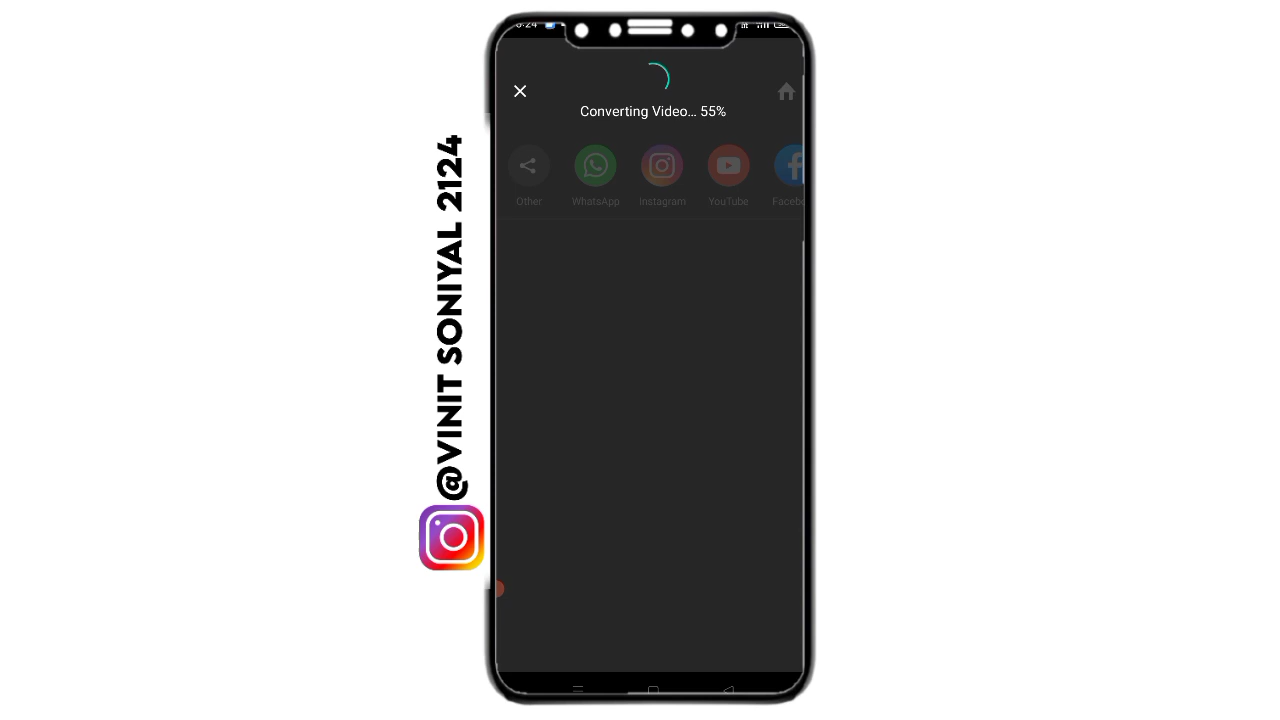 Converting Video... 55%
Other
WhatsApp
Instagram
YouTube
@VINIT SONIYAL 2124